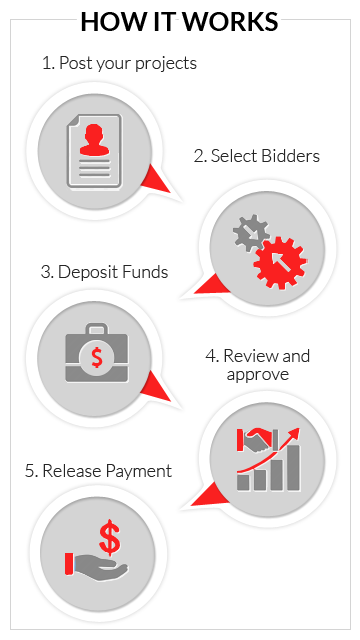 HOW IT WORKS
1. Post your projects
2. Select Bidders
3. Deposit Funds
$
4. Review and
approve
5. Release Payment
$